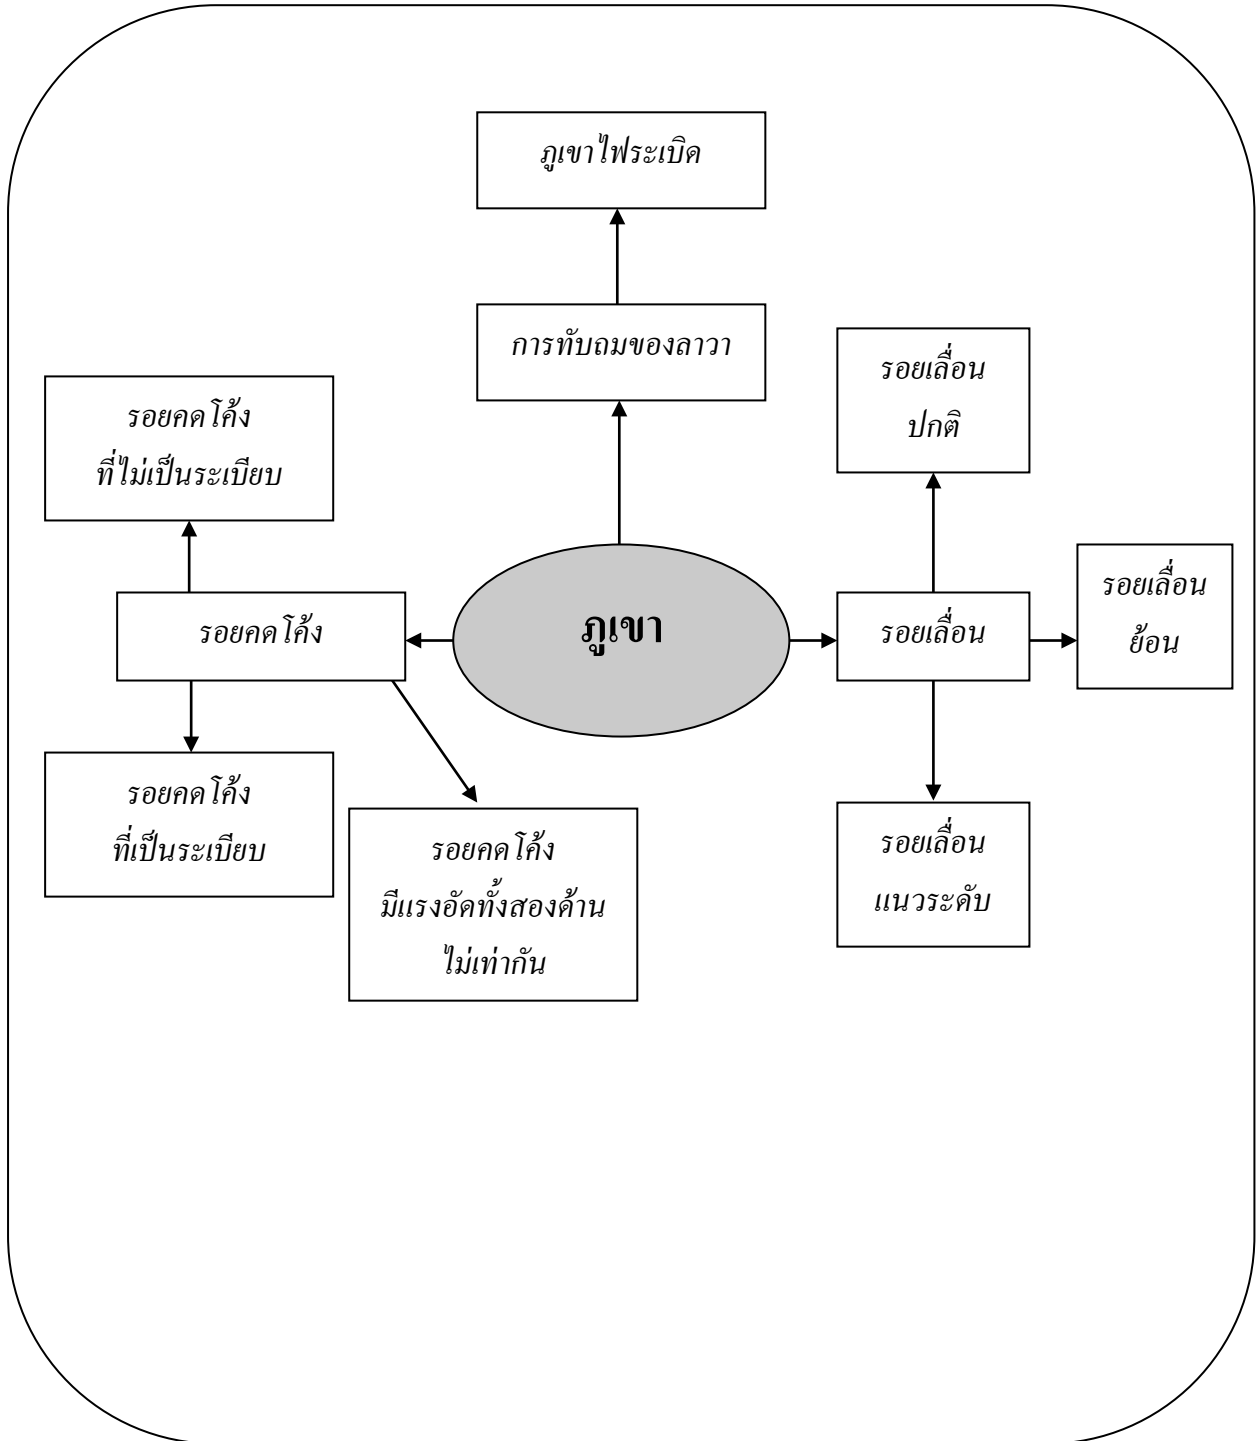 ภูเขาไฟระเบิด
การทับถมของลาวา
รอยเลื่อน
ปกติ
รอยคดโค้ง
ที่ไม่เป็นระเบียบ
รอยเลื่อน
ย้อน
รอยคดโค้ง
ภูเขา
รอยเลื่อน
รอยคดโค้ง
ที่เป็นระเบียบ
รอยคดโค้ง
มีแรงอัดทั้งสองด้าน
ไม่เท่ากัน
รอยเลื่อน
แนวระดับ